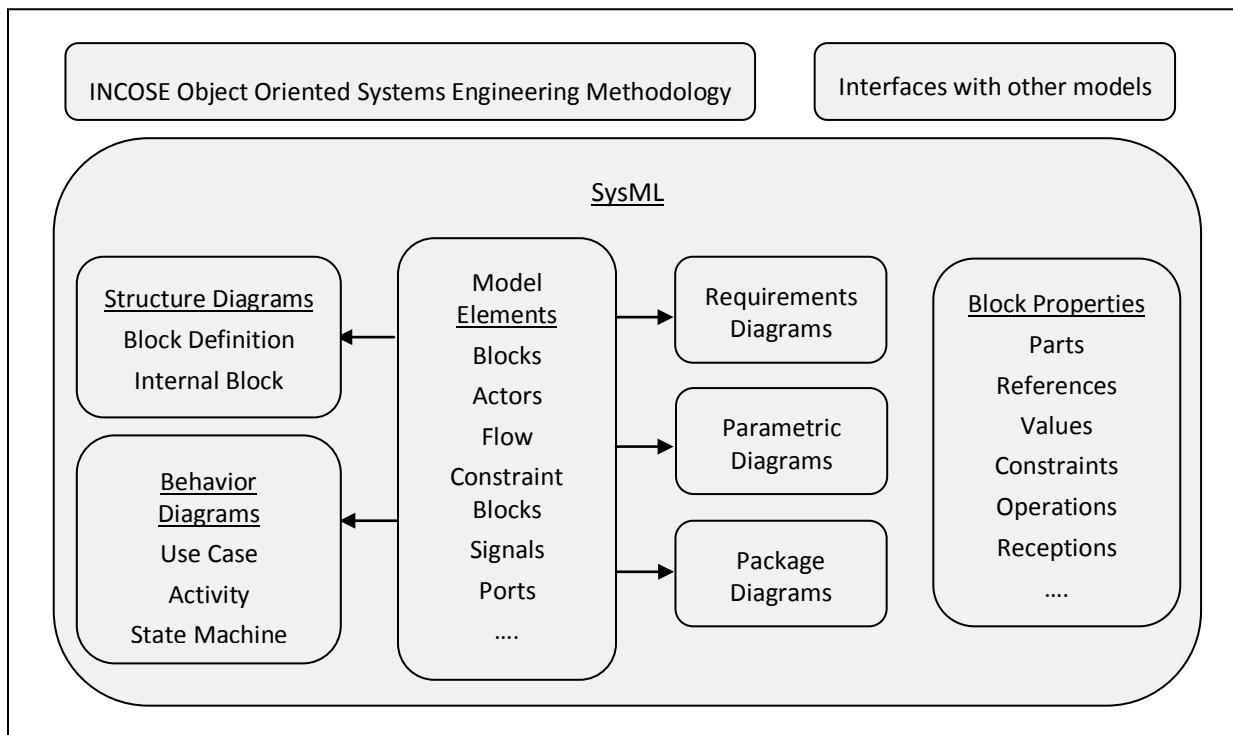 INCOSE Object Oriented Systems Engineering Methodology
Interfaces with other models
SysML
Structure Diagrams
Block Definition
Internal Block
Behavior
Diagrams
Use Case
Activity
State Machine
Model
Elements
Blocks
Actors
Flow
Constraint
Blocks
Signals
Ports
....
Requirements
Diagrams
Parametric
Diagrams
Package
Diagrams
Block Properties
Parts
References
Values
Constraints
Operations
Receptions
....